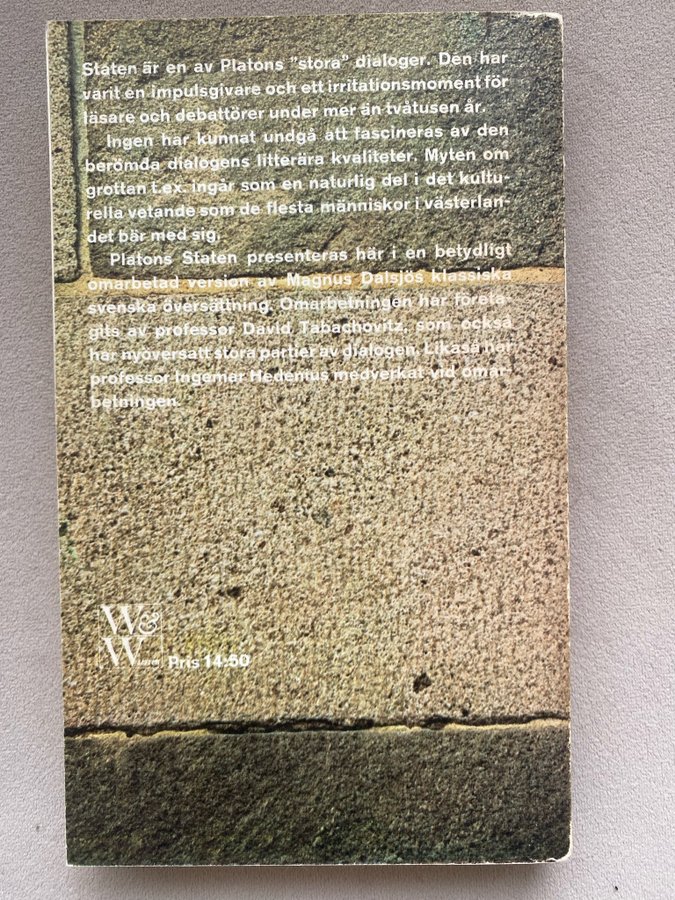 Staten är en av Platons ”stora” dialoger. Den har
varit en impulsgivare och ett irritationsmoment för
läsare och debattörer under mer än tvåtusen år.
Ingen har kunnat undgå att fascineras av den
berömda dialogens litterära kvaliteter. Myten om
grottan t.ex. ingår som en naturlig del i det kultu-
rella vetande som de flesta människor i västerlan-
det bär med sig.
Platons Staten presenteras här i en betydligt
omarbetad version av Magnus Dalsjös klassiska
svenska översättning. Omarbetningen har företa-
gits av professor David Tabachovitz, som också
har nyöversatt stora partier av dialogen. Likaså har
professor Ingemar Hedenius medverkat vid omar-
betningen.
W&
W
Pris 14:50